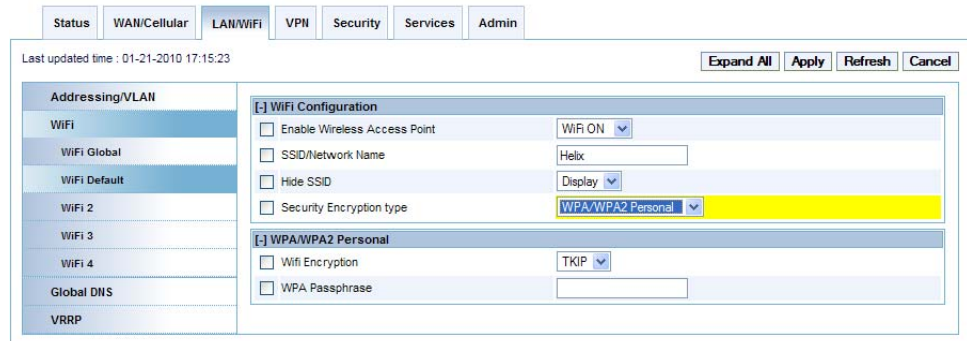 Status WAN/Cellular LAN/WiFi VPN Security Services Admin
Last updated time : 01-21-2010 17:15:23
Expand All Apply Refresh Cancel
Addressing/VLAN
WiFi
WiFi Global
WiFi Default
WiFi 2
WiFi 3
WiFi 4
Global DNS
VRRP
[-] WiFi Configuration
Enable Wireless Access Point WiFi ON
SSID/Network Name Helix
Hide SSID Display
Security Encryption type WPA/WPA2 Personal
[-] WPA/WPA2 Personal
Wifi Encryption TKIP
WPA Passphrase